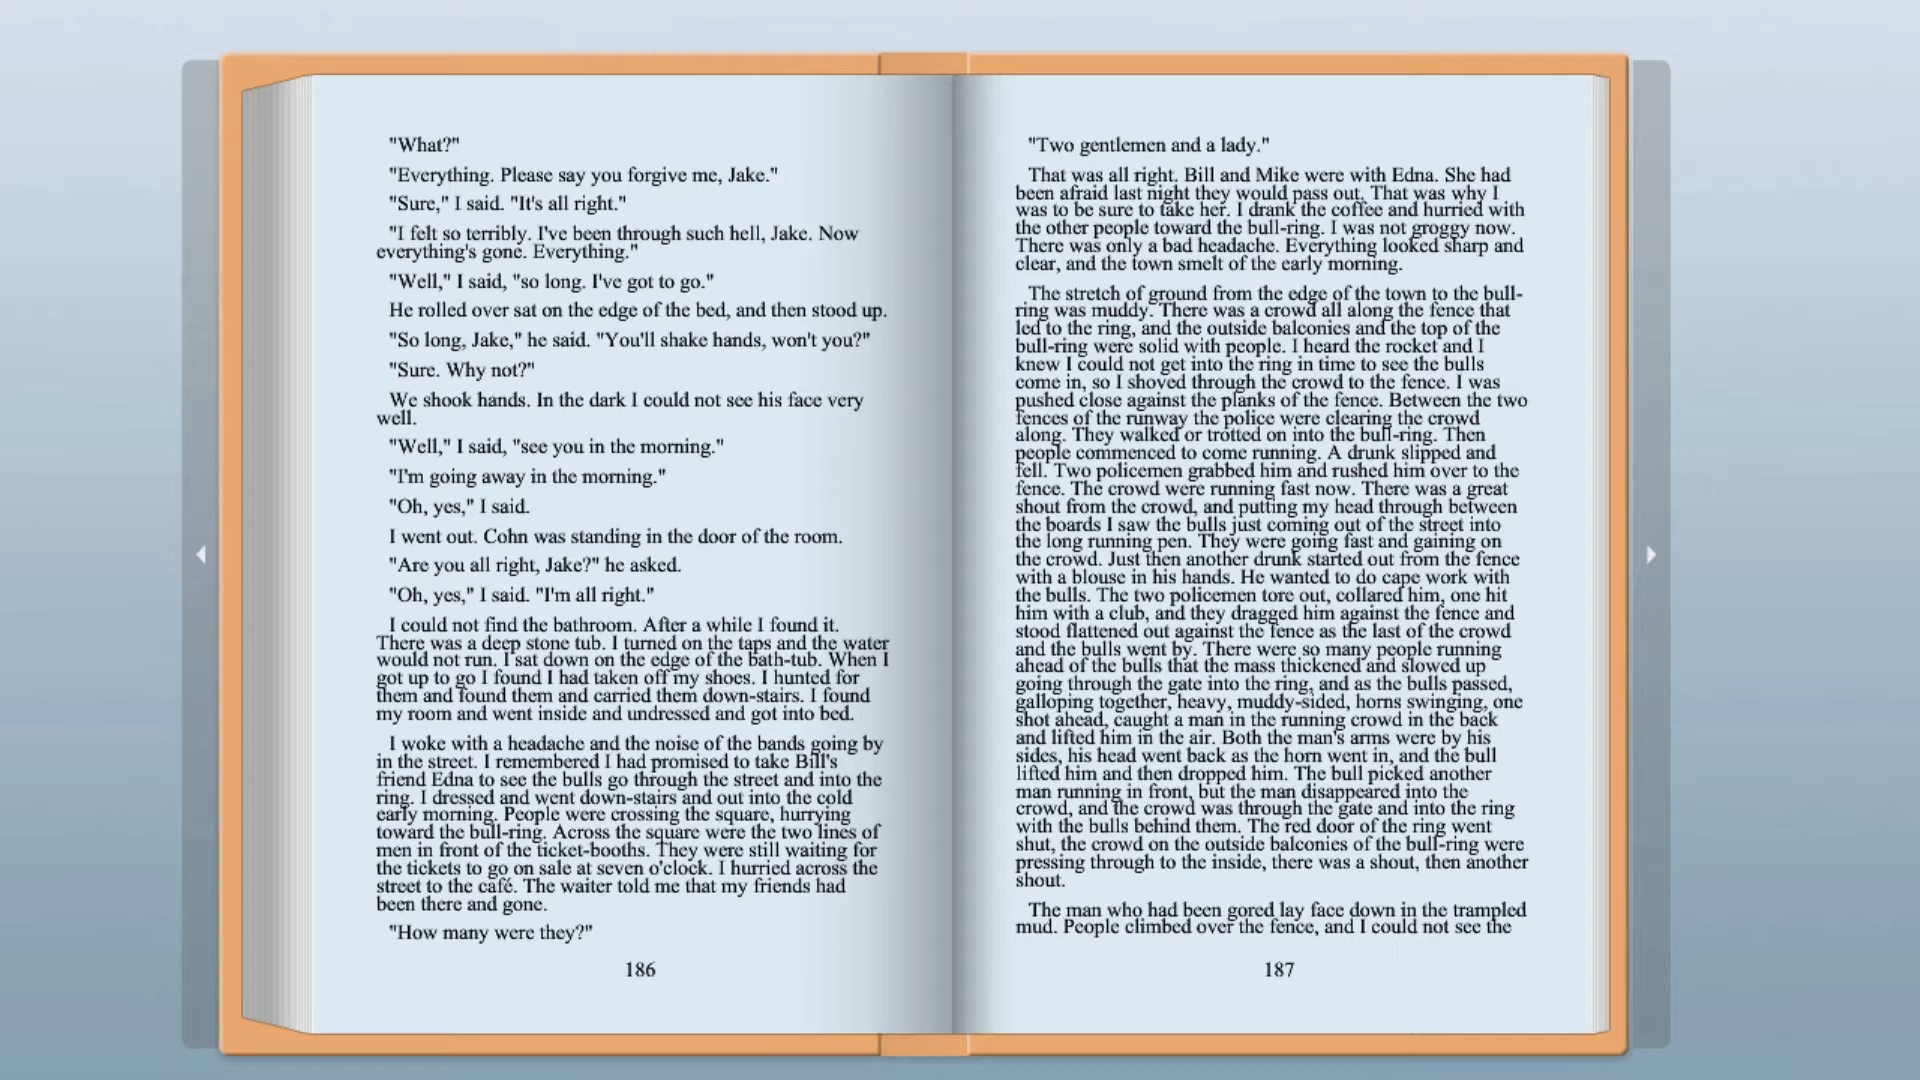 "What?"
"Everything. Please say you forgive me, Jake."
"Sure," I said. "It's all right."
"I felt so terribly. I've been through such hell, Jake. Now
everything's gone. Everything."
"Well," I said, "so long. I've got to go."
He rolled over sat on the edge of the bed, and then stood up.
"So long, Jake," he said. "You'll shake hands, won't you?"
"Sure. Why not?"
We shook hands. In the dark I could not see his face very
well.
"Well," I said, "see you in the morning."
"I'm going away in the morning."
"Oh, yes," I said.
I went out. Cohn was standing in the door of the room.
"Are you all right, Jake?" he asked.
"Oh, yes," I said. "I'm all right."
I could not find the bathroom. After a while I found it.
There was a deep stone tub. I turned on the taps and the water
would not run. I sat down on the edge of the bath-tub. When I
got up to go I found I had taken off my shoes. I hunted for
them and found them and carried them down-stairs. I found
my room and went inside and undressed and got into bed.
I woke with a headache and the noise of the bands going by
in the street. I remembered I had promised to take Bill's
friend Edna to see the bulls go through the street and into the
ring. I dressed and went down-stairs and out into the cold
early morning. People were crossing the square, hurrying
toward the bull-ring. Across the square were the two lines of
men in front of the ticket-booths. They were still waiting for
the tickets to go on sale at seven o'clock. I hurried across the
street to the café. The waiter told me that my friends had
been there and gone.
"How many were they?"
186
"Two gentlemen and a lady."
That was all right. Bill and Mike were with Edna. She had
been afraid last night they would pass out. That was why I
was to be sure to take her. I drank the coffee and hurried with
the other people toward the bull-ring. I was not groggy now.
There was only a bad headache. Everything looked sharp and
clear, and the town smelt of the early morning.
The stretch of ground from the edge of the town to the bull-
ring was muddy. There was a crowd all along the fence that
led to the ring, and the outside balconies and the top of the
bull-ring were solid with people. I heard the rocket and I
knew I could not get into the ring in time to see the bulls
come in, so I shoved through the crowd to the fence. I was
pushed close against the planks of the fence. Between the two
fences of the runway the police were clearing the crowd
along. They walked or trotted on into the bull-ring. Then
people commenced to come running. A drunk slipped and
fell. Two policemen grabbed him and rushed him over to the
fence. The crowd were running fast now. There was a great
shout from the crowd, and putting my head through between
the boards I saw the bulls just coming out of the street into
the long running pen. They were going fast and gaining on
the crowd. Just then another drunk started out from the fence
with a blouse in his hands. He wanted to do cape work with
the bulls. The two policemen tore out, collared him, one hit
him with a club, and they dragged him against the fence and
stood flattened out against the fence as the last of the crowd
and the bulls went by. There were so many people running
ahead of the bulls that the mass thickened and slowed up
going through the gate into the ring, and as the bulls passed,
galloping together, heavy, muddy-sided, horns swinging, one
shot ahead, caught a man in the running crowd in the back
and lifted him in the air. Both the man's arms were by his
sides, his head went back as the horn went in, and the bull
lifted him and then dropped him. The bull picked another
man running in front, but the man disappeared into the
crowd, and the crowd was through the gate and into the ring
with the bulls behind them. The red door of the ring went
shut, the crowd on the outside balconies of the bull-ring were
pressing through to the inside, there was a shout, then another
shout.
The man who had been gored lay face down in the trampled
mud. People climbed over the fence, and I could not see the
187